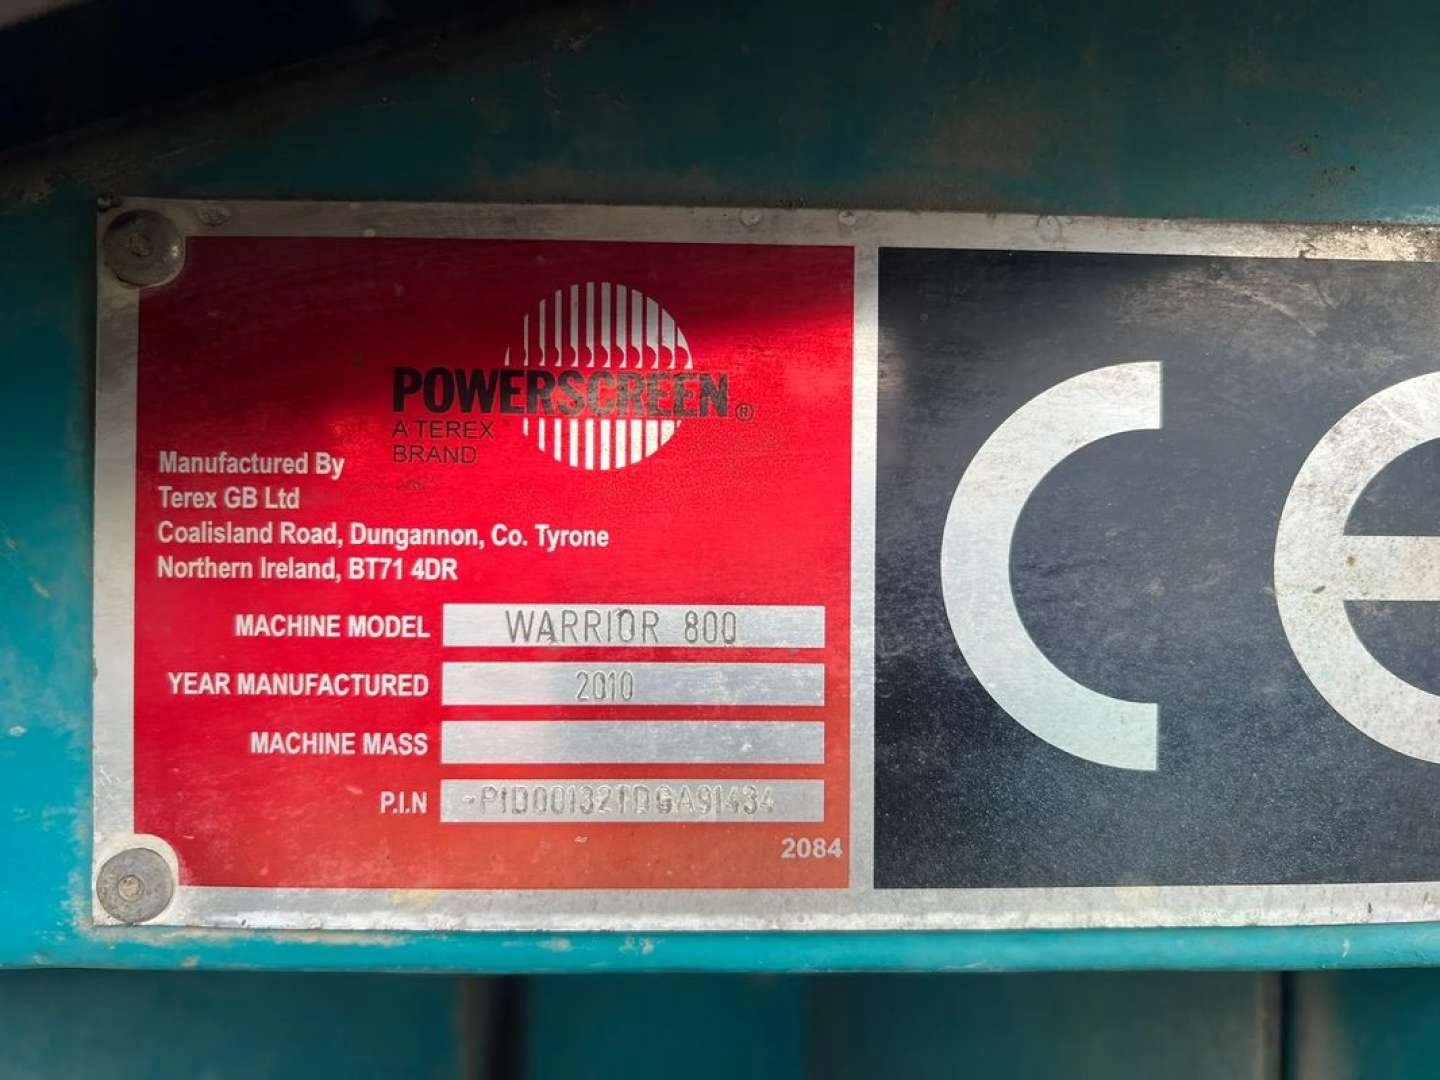 POWERSCREEN®
A TEREX
BRAND
Manufactured By
Terex GB Ltd
Coalisland Road, Dungannon, Co. Tyrone
Northern Ireland, BT71 4DR
MACHINE MODEL WARRIOR 800
YEAR MANUFACTURED 2010
MACHINE MASS
P.I.N -PID00132TDGA91434
2084
CE